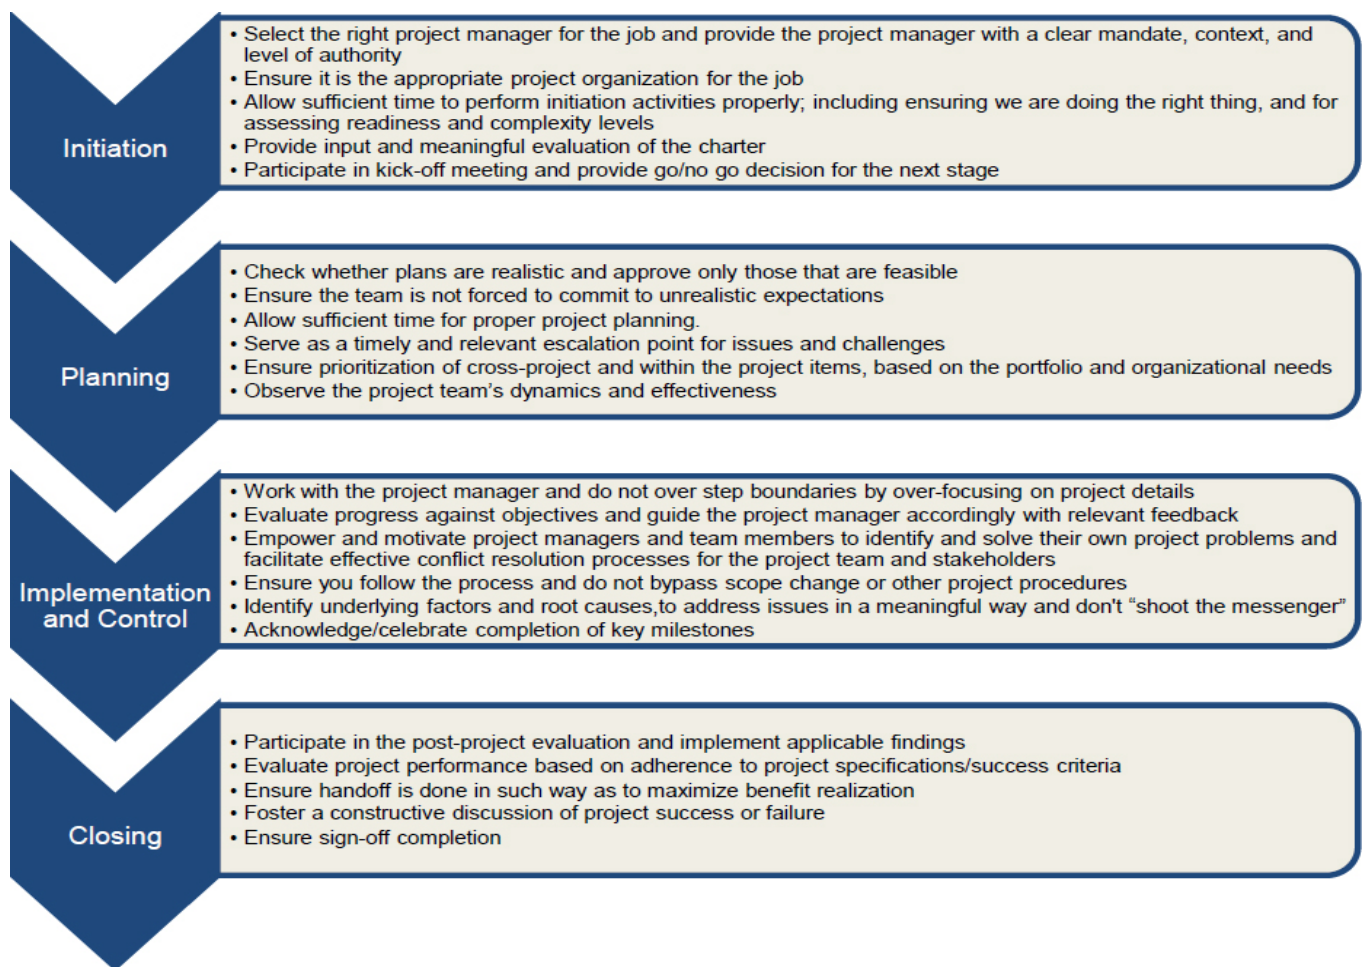 Initiation
• Select the right project manager for the job and provide the project manager with a clear mandate, context, and
level of authority
• Ensure it is the appropriate project organization for the job
• Allow sufficient time to perform initiation activities properly; including ensuring we are doing the right thing, and for
assessing readiness and complexity levels
• Provide input and meaningful evaluation of the charter
• Participate in kick-off meeting and provide go/no go decision for the next stage
Planning
• Check whether plans are realistic and approve only those that are feasible
• Ensure the team is not forced to commit to unrealistic expectations
• Allow sufficient time for proper project planning.
• Serve as a timely and relevant escalation point for issues and challenges
• Ensure prioritization of cross-project and within the project items, based on the portfolio and organizational needs
• Observe the project team’s dynamics and effectiveness
Implementation
and Control
• Work with the project manager and do not over step boundaries by over-focusing on project details
• Evaluate progress against objectives and guide the project manager accordingly with relevant feedback
• Empower and motivate project managers and team members to identify and solve their own project problems and
facilitate effective conflict resolution processes for the project team and stakeholders
• Ensure you follow the process and do not bypass scope change or other project procedures
• Identify underlying factors and root causes,to address issues in a meaningful way and don't “shoot the messenger”
• Acknowledge/celebrate completion of key milestones
Closing
• Participate in the post-project evaluation and implement applicable findings
• Evaluate project performance based on adherence to project specifications/success criteria
• Ensure handoff is done in such way as to maximize benefit realization
• Foster a constructive discussion of project success or failure
• Ensure sign-off completion